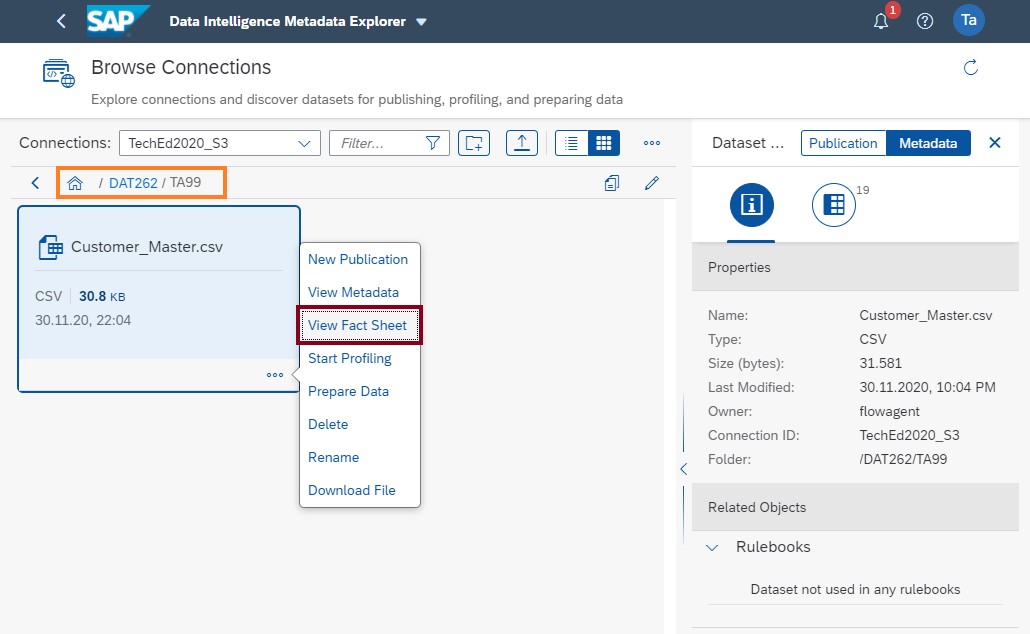 SAP Data Intelligence Metadata Explorer 1 Ta
Browse Connections
Explore connections and discover datasets for publishing, profiling, and preparing data
Connections: TechEd2020_S3 Filter...
/ DAT262 / TA99
Customer_Master.csv
CSV 30.8 KB
30.11.20, 22:04
New Publication
View Metadata
View Fact Sheet
Start Profiling
Prepare Data
Delete
Rename
Download File
Dataset ... Publication Metadata
19
Properties
Name: Customer_Master.csv
Type: CSV
Size (bytes): 31.581
Last Modified: 30.11.2020, 10:04 PM
Owner: flowagent
Connection ID: TechEd2020_S3
Folder: /DAT262/TA99
Related Objects
Rulebooks
Dataset not used in any rulebooks